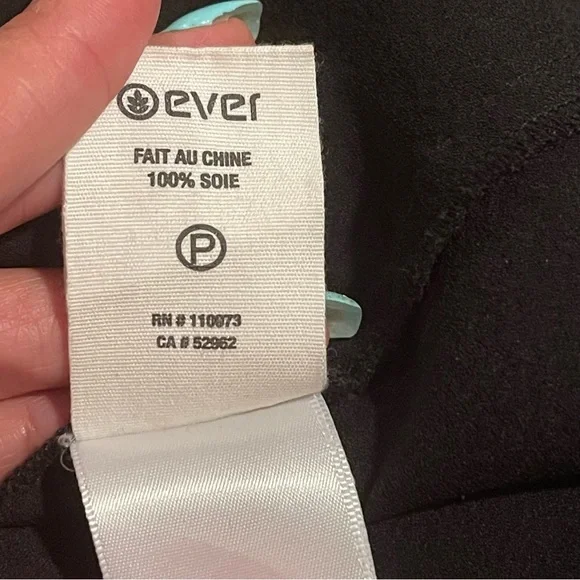 ever
FAIT AU CHINE
100% SOIE
P
RN # 110073
CA # 52962